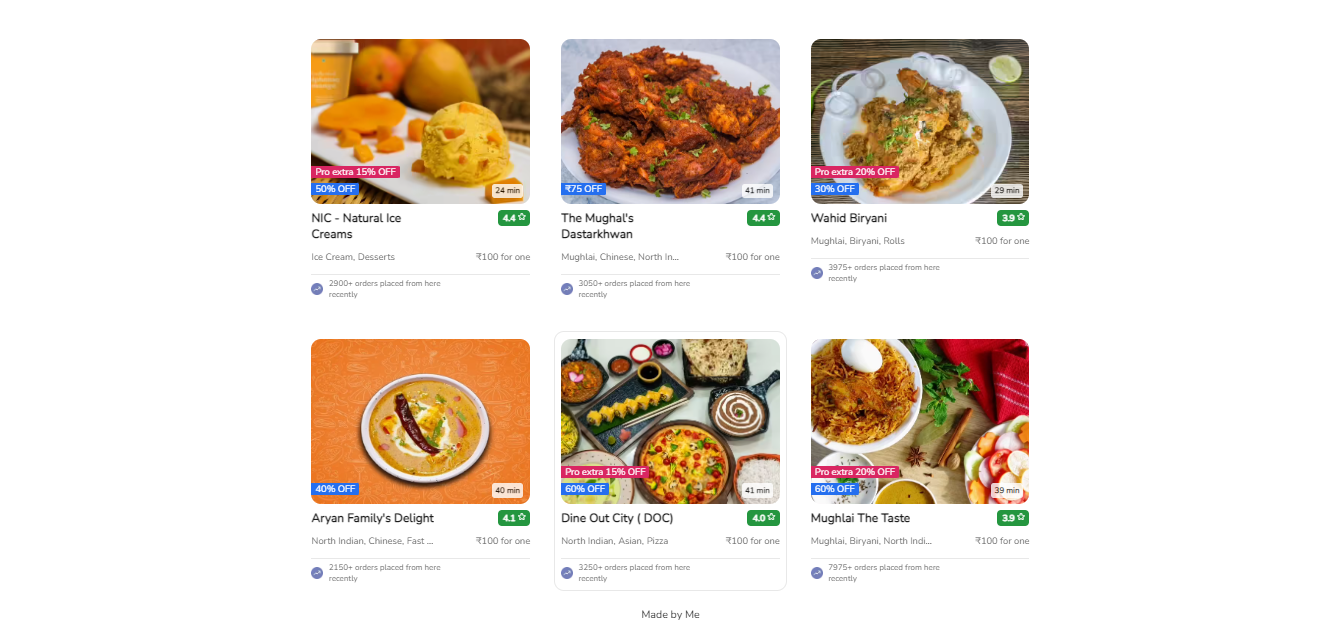 Pro extra 15% OFF
50% OFF
24 min
NIC - Natural Ice
Creams
4.4
Ice Cream, Desserts
₹100 for one
2900+ orders placed from here
recently
₹75 OFF
41 min
The Mughal's
Dastarkhwan
4.4
Mughlai, Chinese, North In...
₹100 for one
3050+ orders placed from here
recently
Pro extra 20% OFF
30% OFF
29 min
Wahid Biryani
3.9
Mughlai, Biryani, Rolls
₹100 for one
3975+ orders placed from here
recently
40% OFF
40 min
Aryan Family's Delight
4.1
North Indian, Chinese, Fast ...
₹100 for one
2150+ orders placed from here
recently
Pro extra 15% OFF
60% OFF
41 min
Dine Out City ( DOC)
4.0
North Indian, Asian, Pizza
₹100 for one
3250+ orders placed from here
recently
Pro extra 20% OFF
60% OFF
39 min
Mughlai The Taste
3.9
Mughlai, Biryani, North Indi...
₹100 for one
7975+ orders placed from here
recently
Made by Me